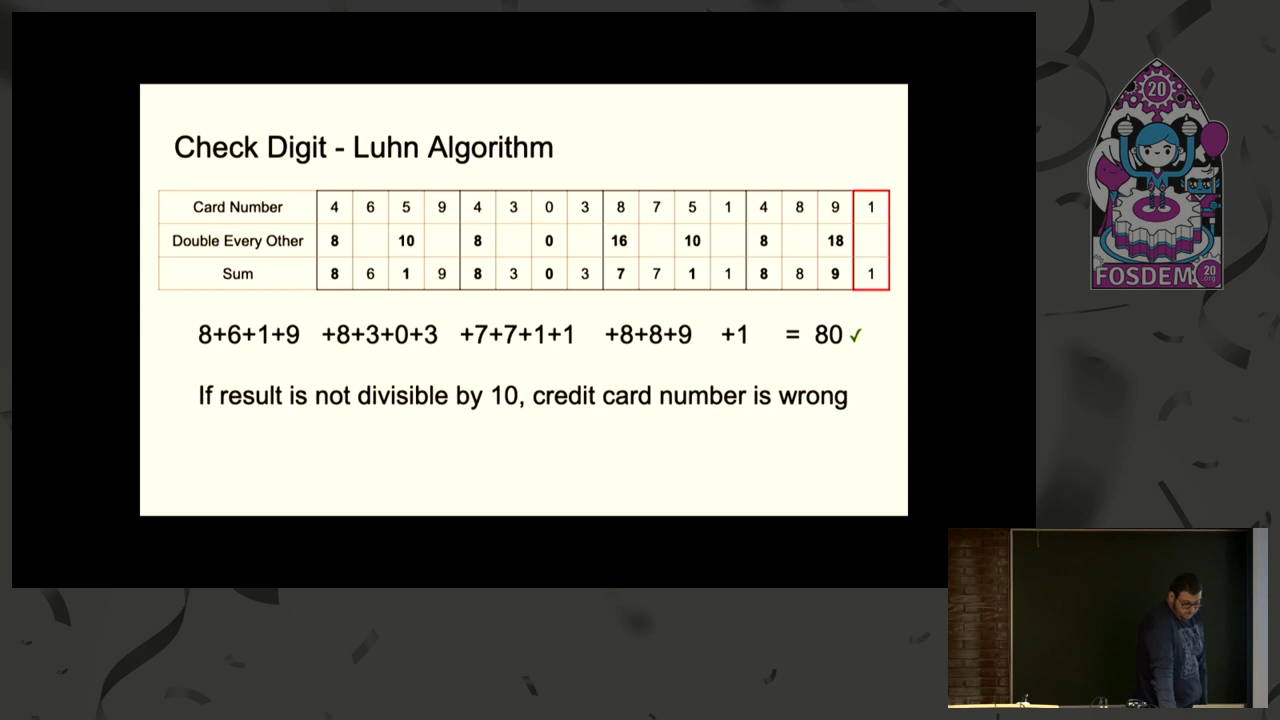 Check Digit - Luhn Algorithm
Card Number 4 6 5 9 4 3 0 3 8 7 5 1 4 8 9 1
Double Every Other 8 10 8 0 16 10 8 18
Sum 8 6 1 9 8 3 0 3 7 7 1 1 8 8 9 1
8+6+1+9 +8+3+0+3 +7+7+1+1 +8+8+9 +1 = 80 ✓
If result is not divisible by 10, credit card number is wrong
20
FOSDEM 20
.org